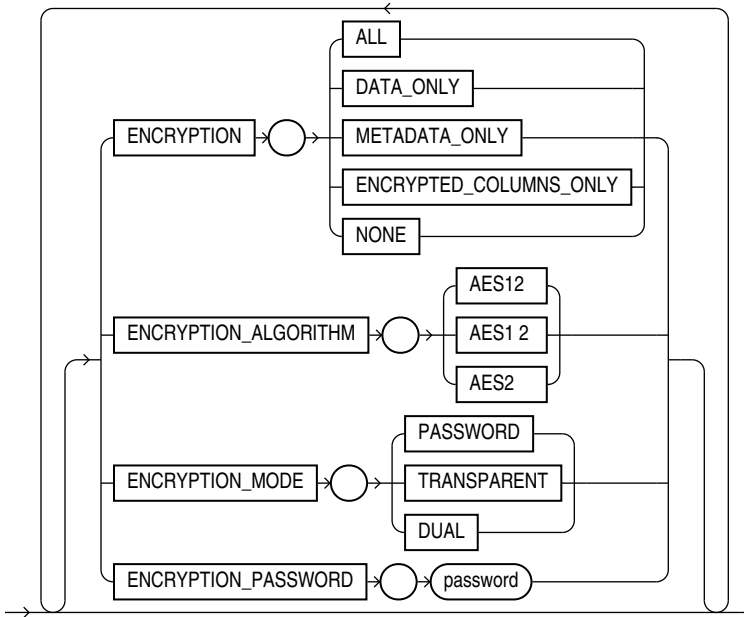 ALL
DATA_ONLY
ENCRYPTION
METADATA_ONLY
ENCRYPTED_COLUMNS_ONLY
NONE
AES12
ENCRYPTION_ALGORITHM
AES1 2
AES2
PASSWORD
ENCRYPTION_MODE
TRANSPARENT
DUAL
ENCRYPTION_PASSWORD
password